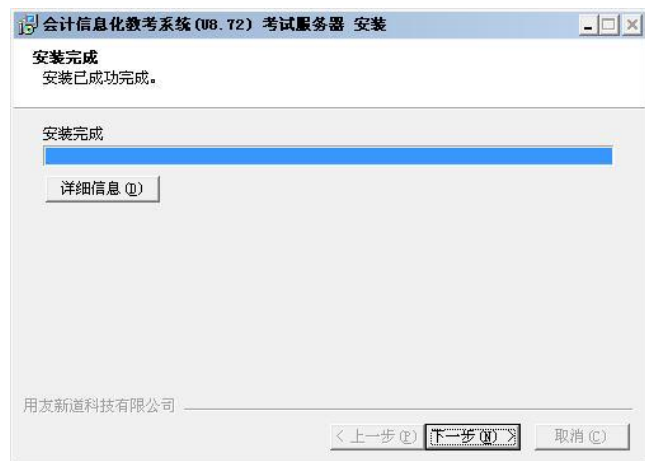 会计信息化教考系统(U8.72) 考试服务器 安装
安装完成
安装已成功完成。
安装完成
详细信息(D)
用友新道科技有限公司
< 上一步(P) 下一步(N) > 取消(C)